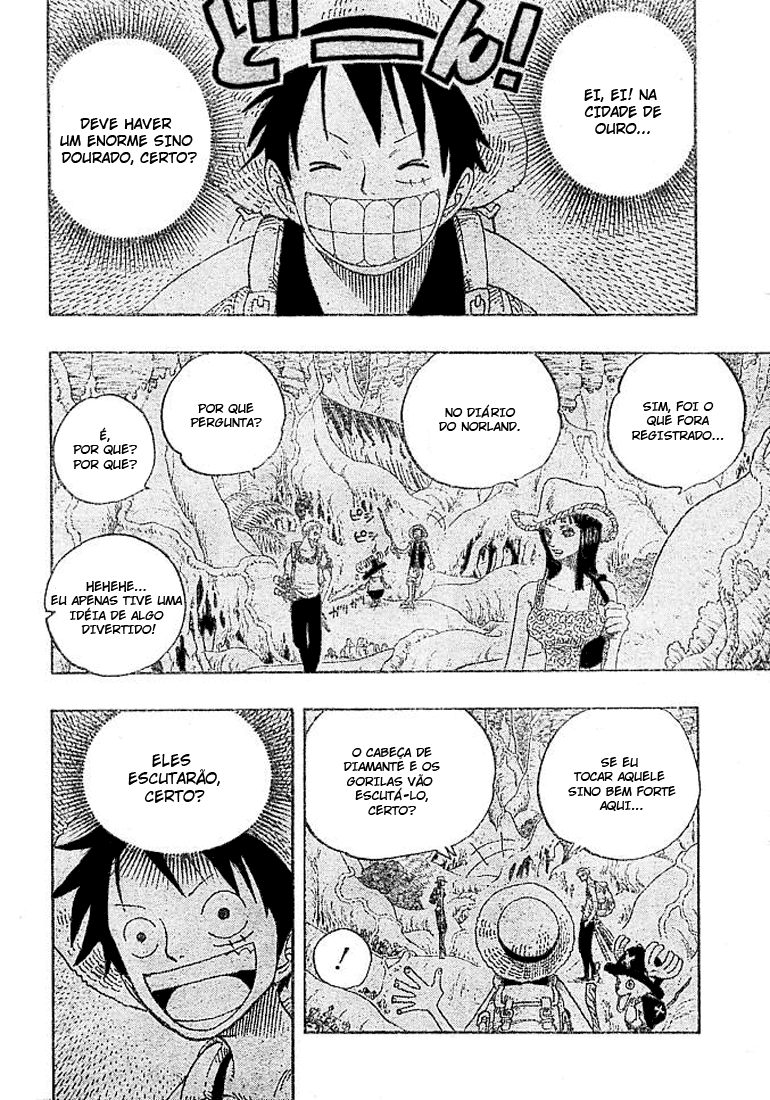 どーん!
EI, EI! NA
CIDADE DE
OURO...
DEVE HAVER
UM ENORME SINO
DOURADO, CERTO?
SIM, FOI O
QUE FORA
REGISTRADO...
NO DIÁRIO
DO NORLAND.
POR QUE
PERGUNTA?
É,
POR QUE?
POR QUE?
HEHEHE...
EU APENAS TIVE UMA
IDÉIA DE ALGO
DIVERTIDO!
SE EU
TOCAR AQUELE
SINO BEM FORTE
AQUI...
O CABEÇA DE
DIAMANTE E OS
GORILAS VÃO
ESCUTÁ-LO,
CERTO?
!
ELES
ESCUTARÃO,
CERTO?